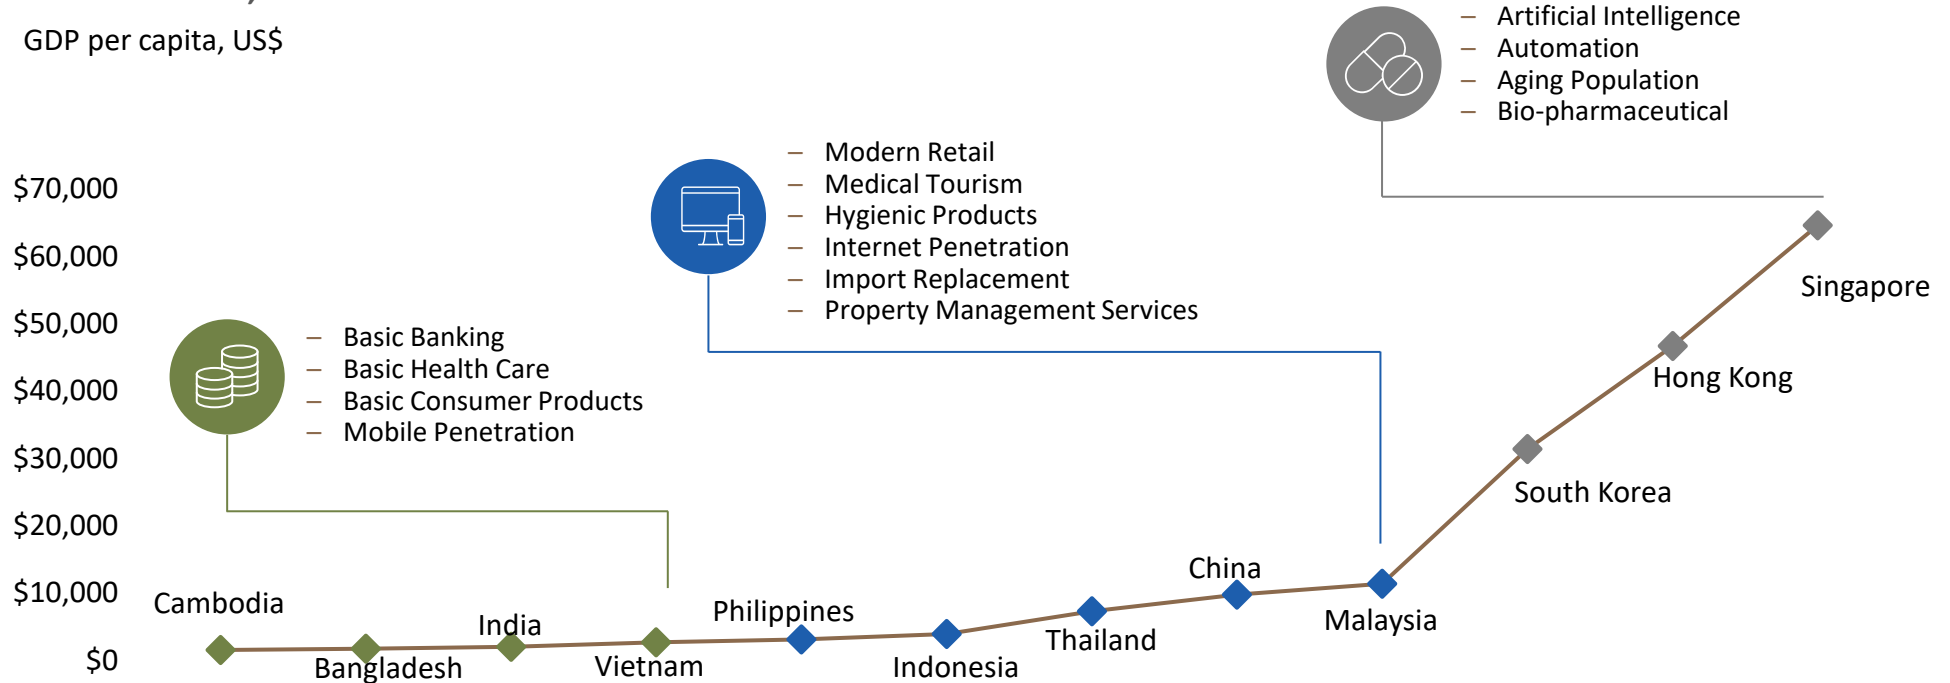 GDP per capita, US$
– Artificial Intelligence
– Automation
– Aging Population
– Bio-pharmaceutical
– Modern Retail
– Medical Tourism
– Hygienic Products
– Internet Penetration
– Import Replacement
– Property Management Services
– Basic Banking
– Basic Health Care
– Basic Consumer Products
– Mobile Penetration
$70,000
$60,000
$50,000
$40,000
$30,000
$20,000
$10,000
$0
Cambodia
Bangladesh
India
Vietnam
Philippines
Indonesia
Thailand
China
Malaysia
South Korea
Hong Kong
Singapore